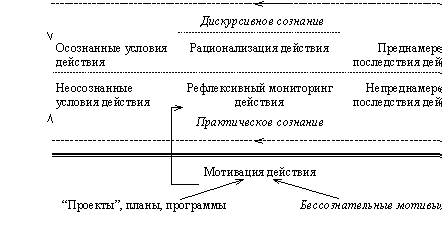 Дискурсивное сознание
Осознанные условия Рационализация действия Преднамере
действия последствия дей
Неосознанные Рефлексивный мониторинг Непреднамере
условия действия действия последствия дей
Практическое сознание
Мотивация действия
“Проекты”, планы, программы Бессознательные мотивы,